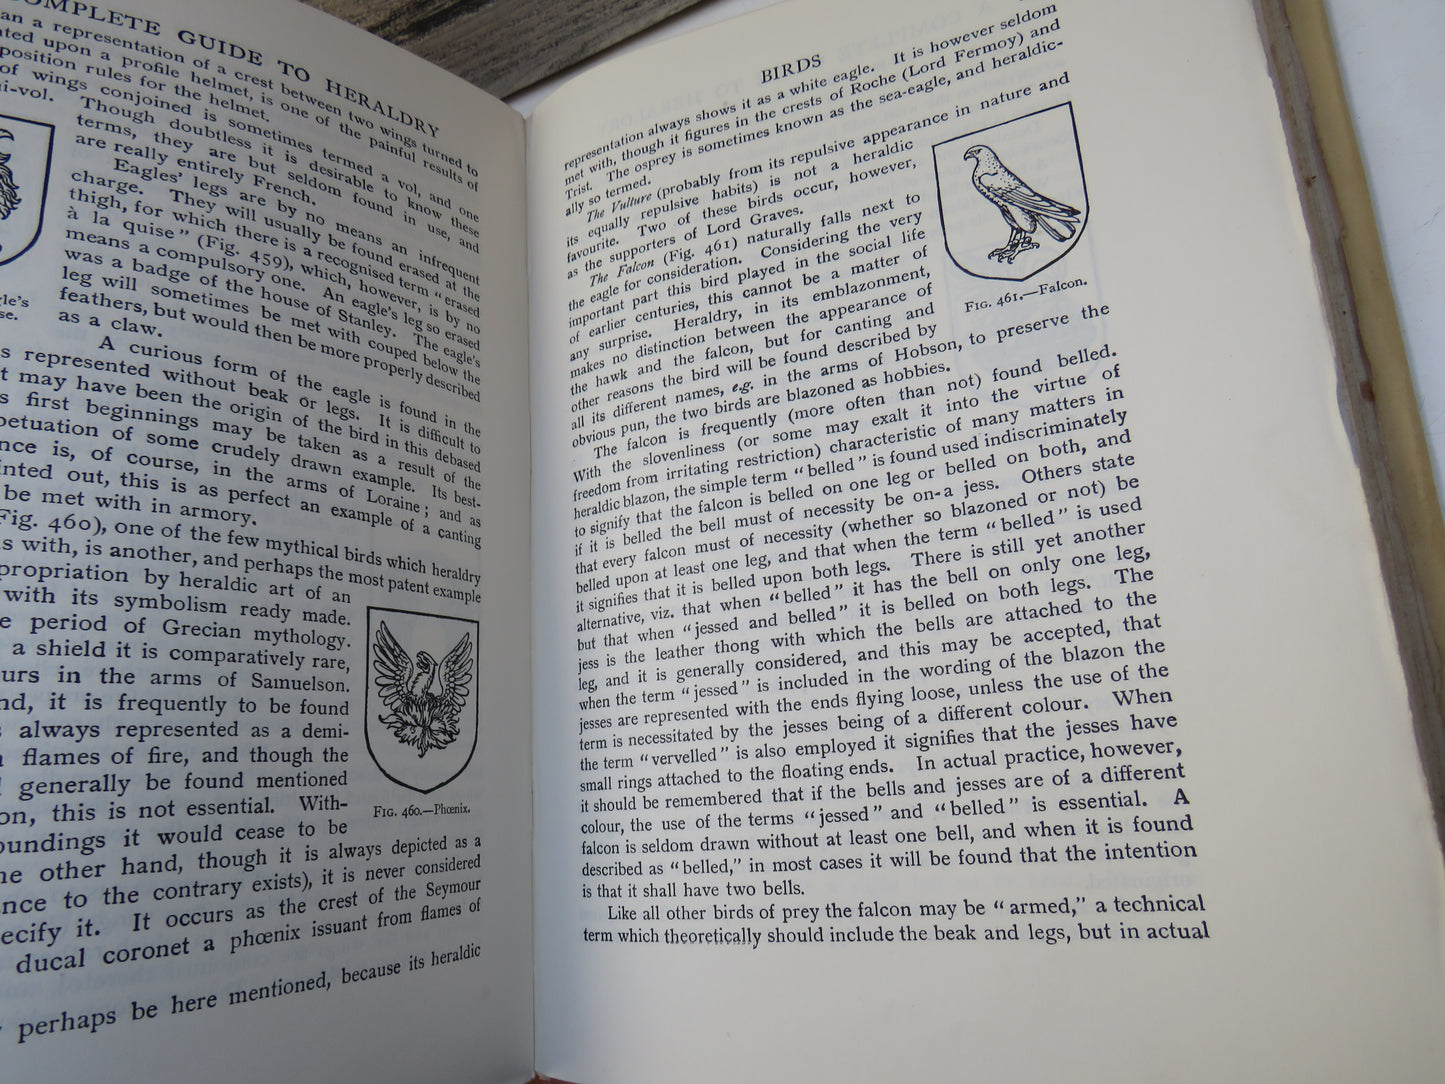 COMPLETE GUIDE TO HERALDRY
than a representation of a crest between two wings turned to
upon a profile helmet, is one of the painful results of
position rules for the helmet.
of wings conjoined is sometimes termed a vol, and one
-vol. Though doubtless it is desirable to know these
terms, they are but seldom found in use, and
are really entirely French.
Eagles' legs are by no means an infrequent
charge. They will usually be found erased at the
thigh, for which there is a recognised term "erased
à la quise" (Fig. 459), which, however, is by no
means a compulsory one. An eagle's leg so erased
was a badge of the house of Stanley. The eagle's
leg will sometimes be met with couped below the
feathers, but would then be more properly described
as a claw.
A curious form of the eagle is found in the
represented without beak or legs. It is difficult to
may have been the origin of the bird in this debased
first beginnings may be taken as a result of the
of some crudely drawn example. Its best-
is, of course, in the arms of Loraine; and as
out, this is as perfect an example of a canting
be met with in armory.
(Fig. 460), one of the few mythical birds which heraldry
with, is another, and perhaps the most patent example
propriation by heraldic art of an
with its symbolism ready made.
period of Grecian mythology.
a shield it is comparatively rare,
in the arms of Samuelson.
it is frequently to be found
always represented as a demi-
flames of fire, and though the
generally be found mentioned
this is not essential. With-
oundings it would cease to be
other hand, though it is always depicted as a
to the contrary exists), it is never considered
ecify it. It occurs as the crest of the Seymour
ducal coronet a phœnix issuant from flames of
perhaps be here mentioned, because its heraldic
FIG. 460.—Phœnix.
BIRDS
representation always shows it as a white eagle. It is however seldom
met with, though it figures in the crests of Roche (Lord Fermoy) and
Trist. The osprey is sometimes known as the sea-eagle, and heraldic-
ally so termed.
The Vulture (probably from its repulsive appearance in nature and
its equally repulsive habits) is not a heraldic
favourite. Two of these birds occur, however,
as the supporters of Lord Graves.
The Falcon (Fig. 461) naturally falls next to
the eagle for consideration. Considering the very
important part this bird played in the social life
of earlier centuries, this cannot be a matter of
any surprise. Heraldry, in its emblazonment,
makes no distinction between the appearance of
the hawk and the falcon, but for canting and
other reasons the bird will be found described by
all its different names, e.g. in the arms of Hobson, to preserve the
obvious pun, the two birds are blazoned as hobbies.
FIG. 461.—Falcon.
The falcon is frequently (more often than not) found belled.
With the slovenliness (or some may exalt it into the virtue of
freedom from irritating restriction) characteristic of many matters in
heraldic blazon, the simple term "belled" is found used indiscriminately
to signify that the falcon is belled on one leg or belled on both, and
if it is belled the bell must of necessity be on a jess. Others state
that every falcon must of necessity (whether so blazoned or not) be
belled upon at least one leg, and that when the term "belled" is used
it signifies that it is belled upon both legs. There is still yet another
alternative, viz. that when "belled" it has the bell on only one leg,
but that when "jessed and belled" it is belled on both legs. The
jess is the leather thong with which the bells are attached to the
leg, and it is generally considered, and this may be accepted, that
when the term "jessed" is included in the wording of the blazon the
jesses are represented with the ends flying loose, unless the use of the
term is necessitated by the jesses being of a different colour. When
the term "vervelled" is also employed it signifies that the jesses have
small rings attached to the floating ends. In actual practice, however,
it should be remembered that if the bells and jesses are of a different
colour, the use of the terms "jessed" and "belled" is essential. A
falcon is seldom drawn without at least one bell, and when it is found
described as "belled," in most cases it will be found that the intention
is that it shall have two bells.
Like all other birds of prey the falcon may be "armed," a technical
term which theoretically should include the beak and legs, but in actual